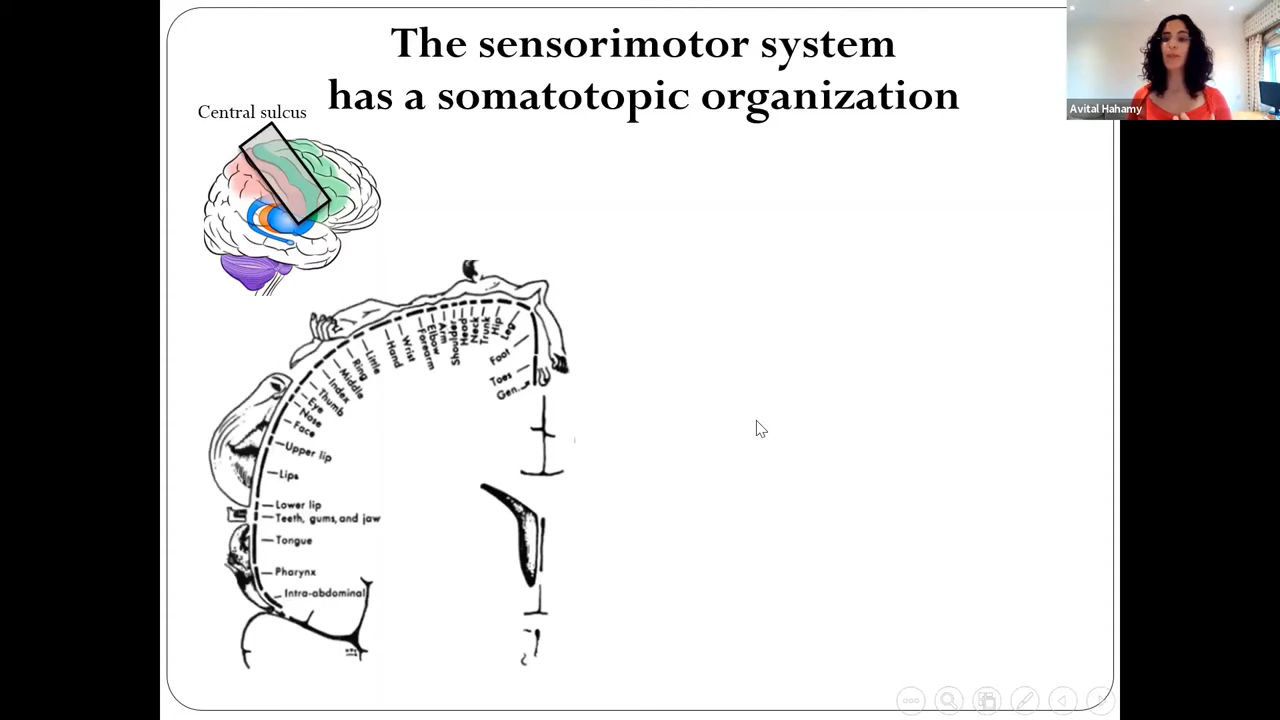 The sensorimotor system
has a somatotopic organization
Avital Hahamy
Central sulcus
Gen.
Toes
Foot
Leg
Hip
Trunk
Neck
Head
Shoulder
Arm
Elbow
Forearm
Wrist
Hand
Little
Ring
Middle
Index
Thumb
Eye
Nose
Face
Upper lip
Lips
Lower lip
Teeth, gums, and jaw
Tongue
Pharynx
Intra-abdominal